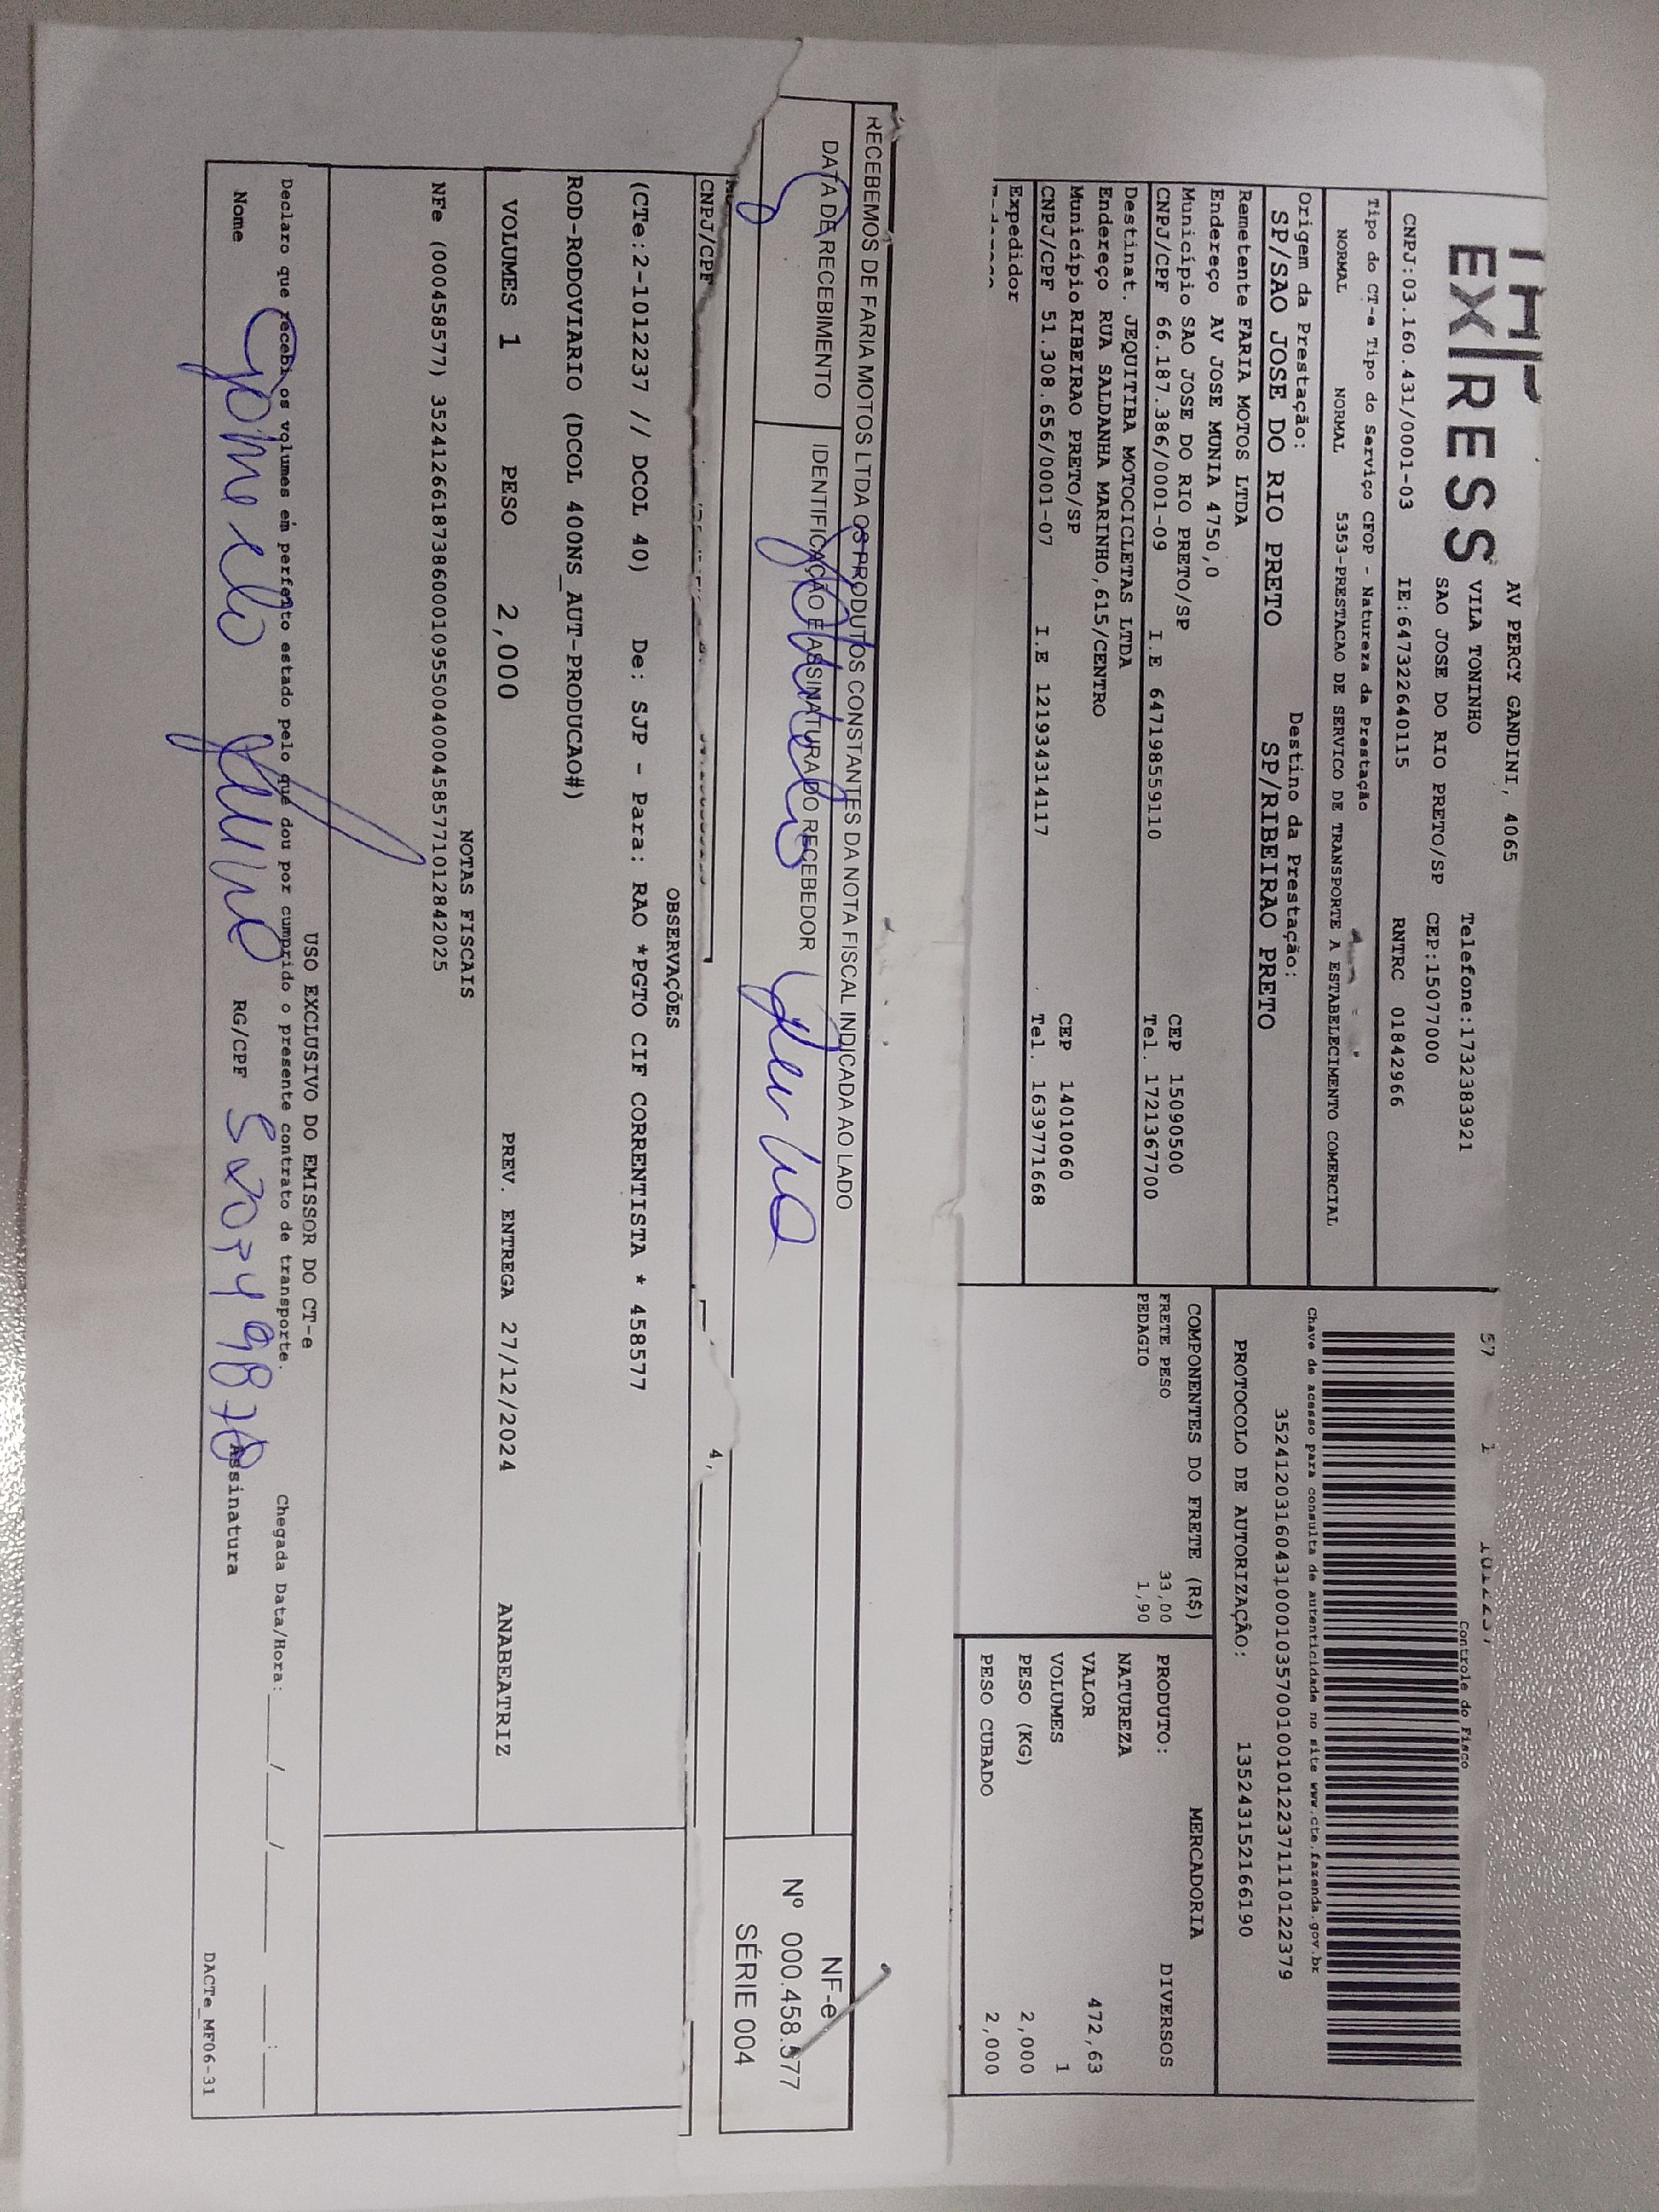 EXPRESS
AV PERCY GANDINI, 4065
VILA TONINHO
SAO JOSE DO RIO PRETO/SP
Telefone:1732383921
CEP:15077000
CNPJ:03.160.431/0001-03 IE:647322640115 RNTRC 01842966
Tipo do CT-e Tipo do Serviço CFOP - Natureza da Prestação
NORMAL NORMAL 5353-PRESTACAO DE SERVICO DE TRANSPORTE A ESTABELECIMENTO COMERCIAL
Origem da Prestação: Destino da Prestação:
SP/SAO JOSE DO RIO PRETO SP/RIBEIRAO PRETO
Remetente FARIA MOTOS LTDA
Endereço AV JOSE MUNIA 4750,0
Município SAO JOSE DO RIO PRETO/SP CEP 15090500
CNPJ/CPF 66.187.386/0001-09 I.E 647198559110 Tel. 1721367700
Destinat. JEQUITIBA MOTOCICLETAS LTDA
Endereço RUA SALDANHA MARINHO,615/CENTRO
Município RIBEIRAO PRETO/SP CEP 14010060
CNPJ/CPF 51.308.656/0001-07 I.E 121934314117 Tel. 1639771668
Expedidor
57 1
Controle do Fisco
Chave de acesso para consulta de autenticidade no site www.cte.fazenda.gov.br
35241203160431000103570010010122371110122379
PROTOCOLO DE AUTORIZAÇÃO: 135243152166190
COMPONENTES DO FRETE (R$)
FRETE PESO 33,00
PEDAGIO 1,90
MERCADORIA
PRODUTO: DIVERSOS
NATUREZA
VALOR 472,63
VOLUMES 1
PESO (KG) 2,000
PESO CUBADO 2,000
RECEBEMOS DE FARIA MOTOS LTDA OS PRODUTOS CONSTANTES DA NOTA FISCAL INDICADA AO LADO
DATA DE RECEBIMENTO IDENTIFICAÇÃO E ASSINATURA DO RECEBEDOR
NF-e
Nº 000.458.577
SÉRIE 004
CNPJ/CPF
4,
OBSERVAÇÕES
(CTe:2-1012237 // DCOL 40) De: SJP - Para: RAO *PGTO CIF CORRENTISTA * 458577
ROD-RODOVIARIO (DCOL 400NS_AUT-PRODUCAO#)
VOLUMES 1 PESO 2,000 PREV. ENTREGA 27/12/2024 ANABEATRIZ
NOTAS FISCAIS
NFe (000458577) 35241266187386000109550040004585771012842025
USO EXCLUSIVO DO EMISSOR DO CT-e
Declaro que recebi os volumes em perfeito estado pelo que dou por cumprido o presente contrato de transporte. Chegada Data/Hora:____/____/______ ____:____
Nome RG/CPF Assinatura
DACTe_MF06-31